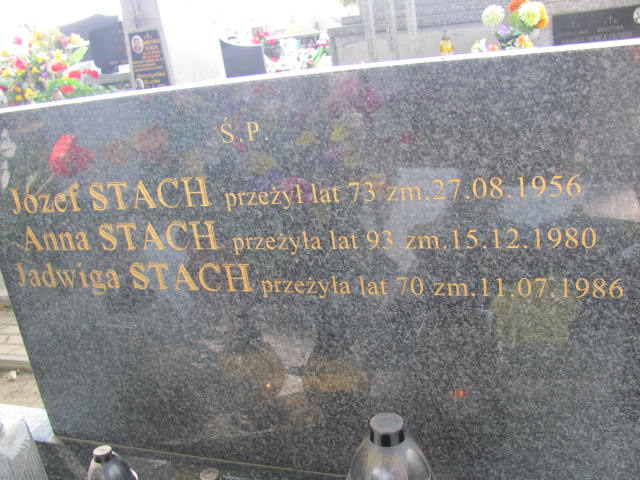 Ś.P.
Józef STACH przeżył lat 73 zm.27.08.1956
Anna STACH przeżyła lat 93 zm.15.12.1980
Jadwiga STACH przeżyła lat 70 zm.11.07.1986